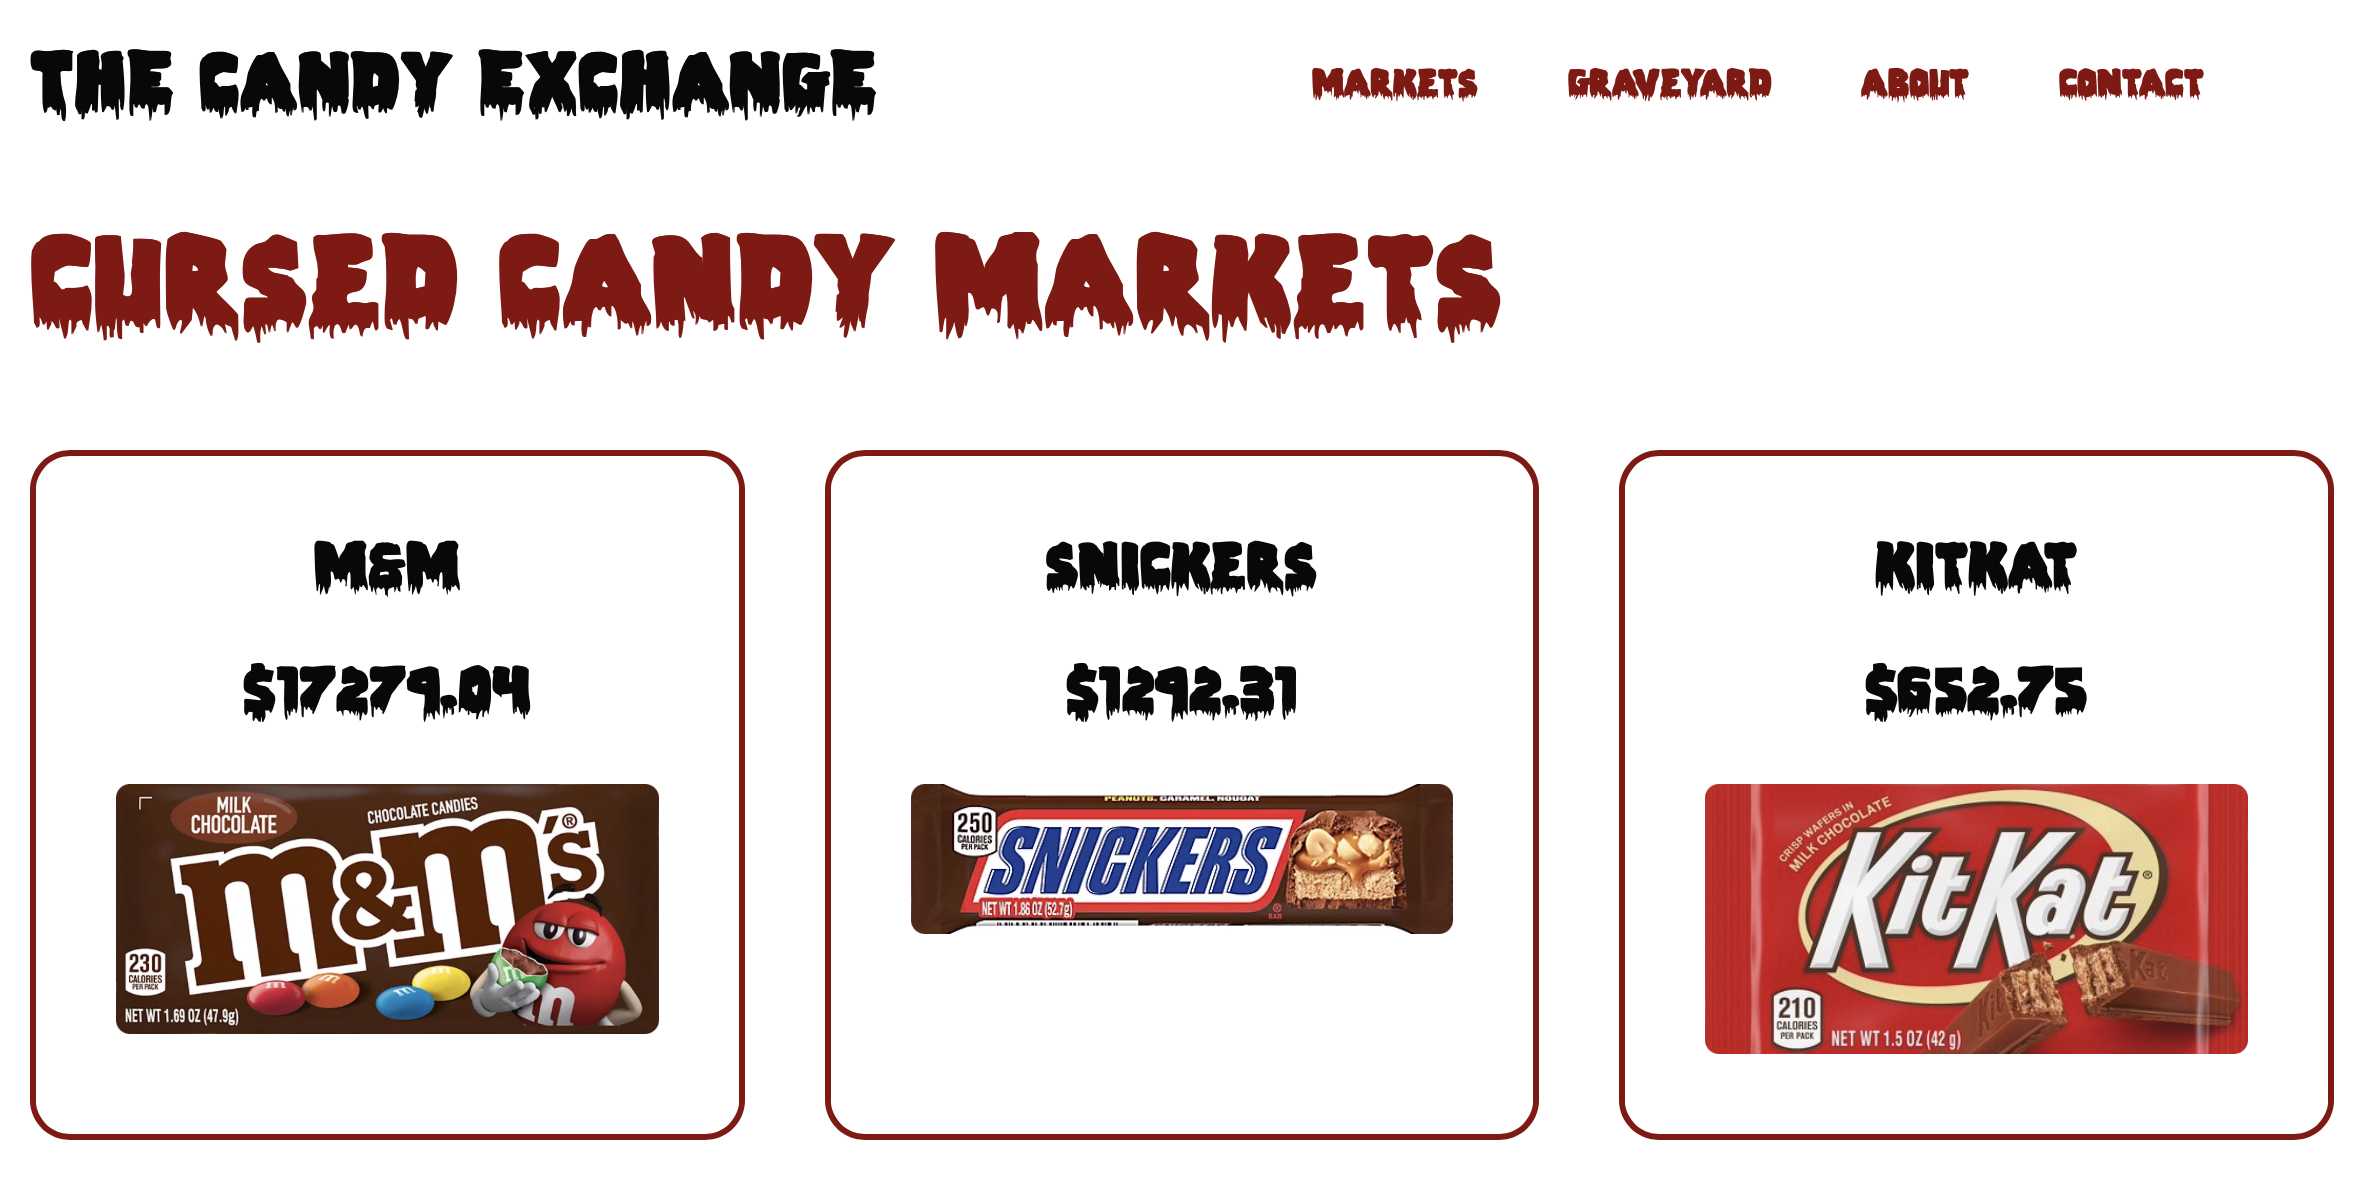 THE CANDY EXCHANGE
MARKETS GRAVEYARD ABOUT CONTACT
CURSED CANDY MARKETS
M&M
$17279.04
MILK
CHOCOLATE
CHOCOLATE CANDIES
m&m's®
230
CALORIES
PER PACK
NET WT 1.69 OZ (47.9g)
SNICKERS
$1292.31
PEANUTS. CARAMEL. NOUGAT
250
CALORIES
PER PACK
SNICKERS
®
NET WT 1.86 OZ (52.7g)
BAR
KITKAT
$652.75
CRISP WAFERS IN
MILK CHOCOLATE
KitKat®
Kit
Kat
210
CALORIES
PER PACK
NET WT 1.5 OZ (42 g)